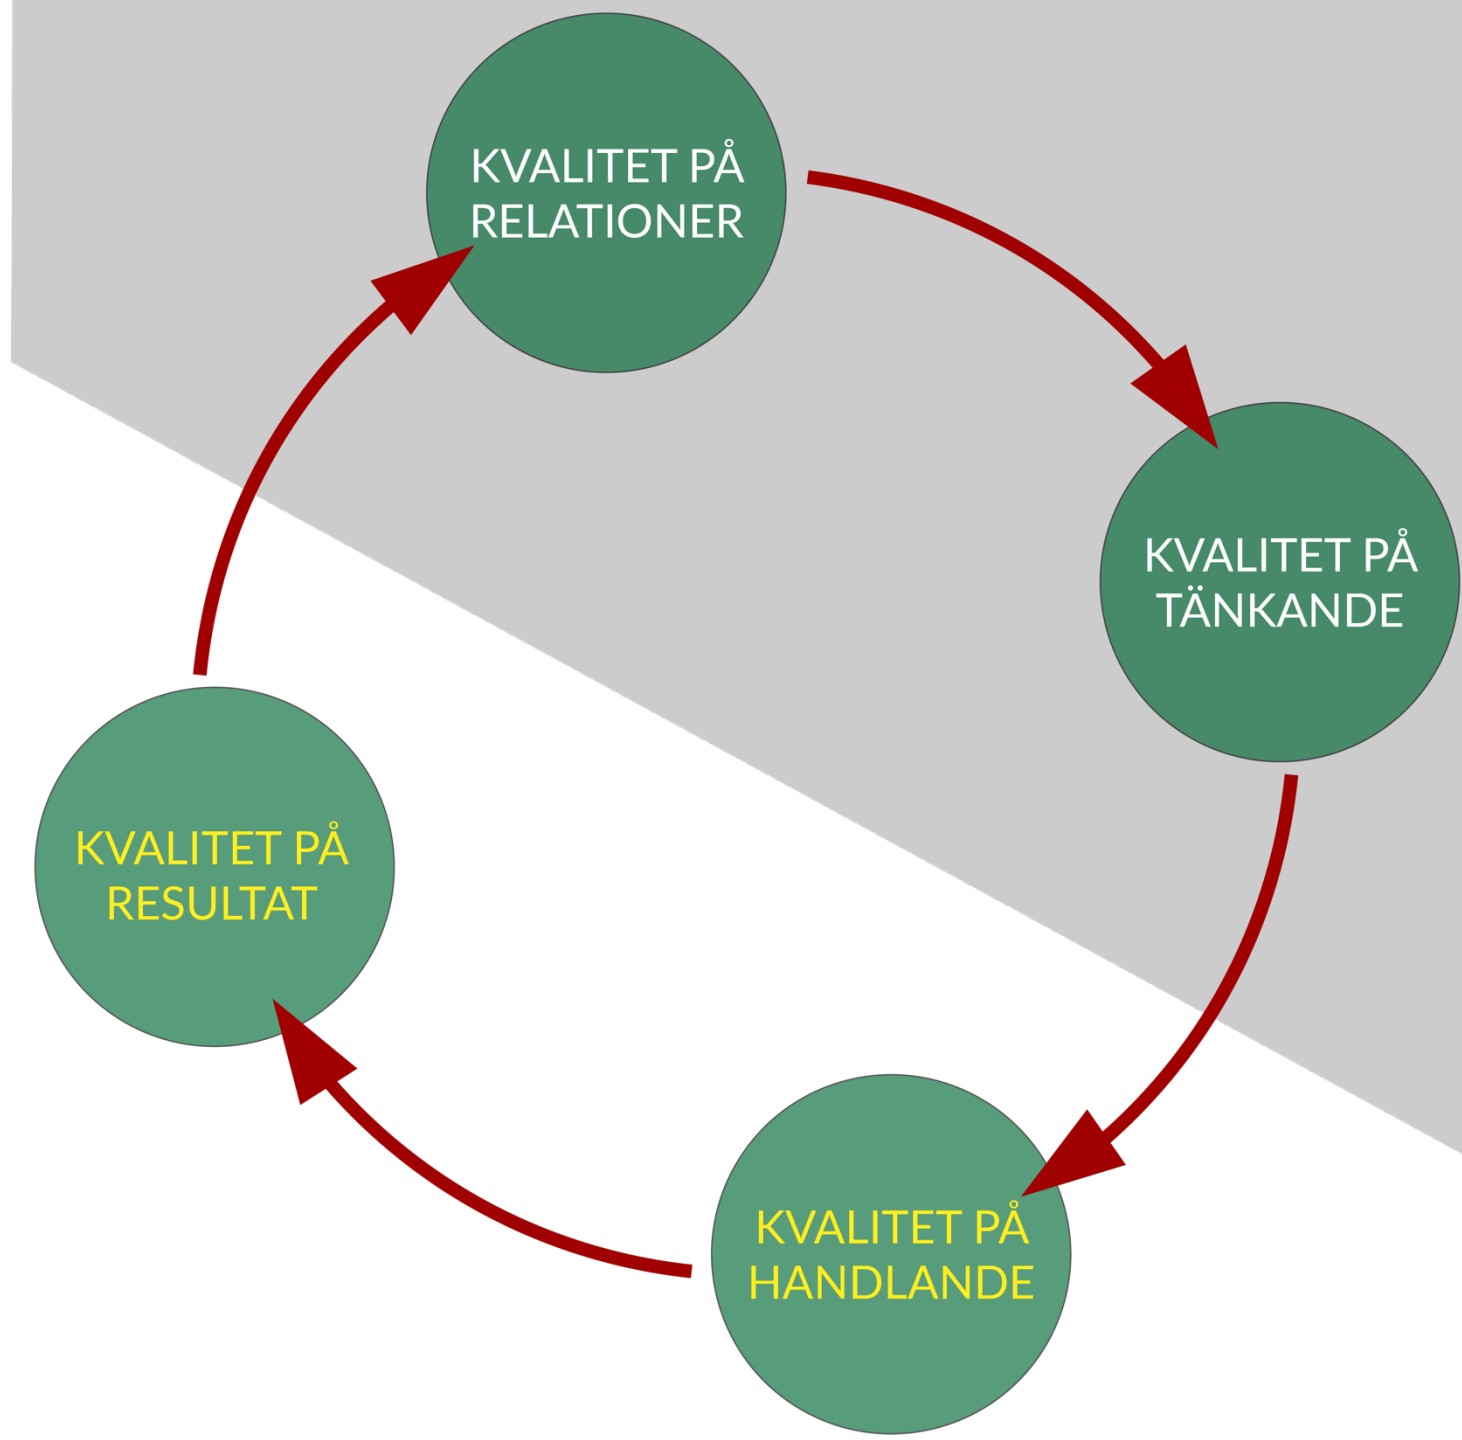 KVALITET PÅ
RELATIONER
KVALITET PÅ
TÄNKANDE
KVALITET PÅ
HANDLANDE
KVALITET PÅ
RESULTAT